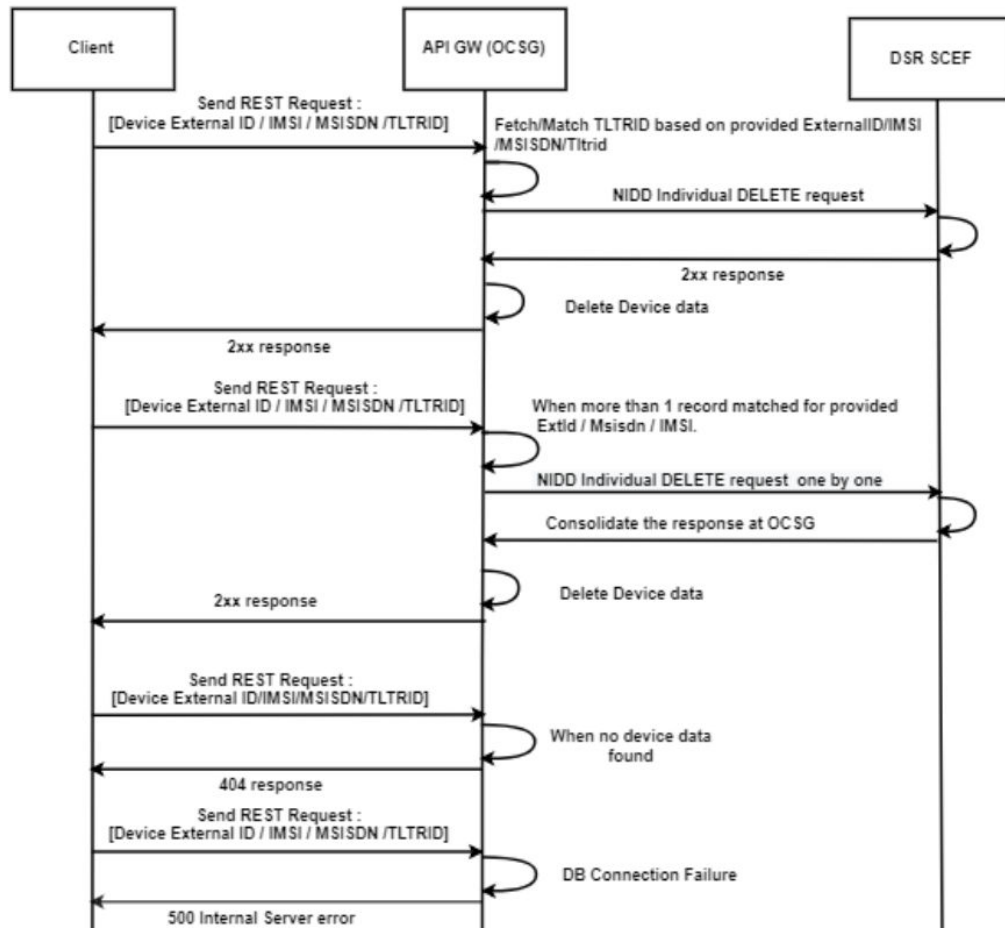 Client
API GW (OCSG)
DSR SCEF
Send REST Request :
[Device External ID / IMSI / MSISDN /TLTRID]
Fetch/Match TLTRID based on provided ExternalID/IMSI
/MSISDN/Tltrid
NIDD Individual DELETE request
2xx response
Delete Device data
2xx response
Send REST Request :
[Device External ID / IMSI / MSISDN /TLTRID]
When more than 1 record matched for provided
ExtId / Msisdn / IMSI.
NIDD Individual DELETE request one by one
Consolidate the response at OCSG
Delete Device data
2xx response
Send REST Request :
[Device External ID/IMSI/MSISDN/TLTRID]
When no device data
found
404 response
Send REST Request :
[Device External ID / IMSI / MSISDN /TLTRID]
DB Connection Failure
500 Internal Server error